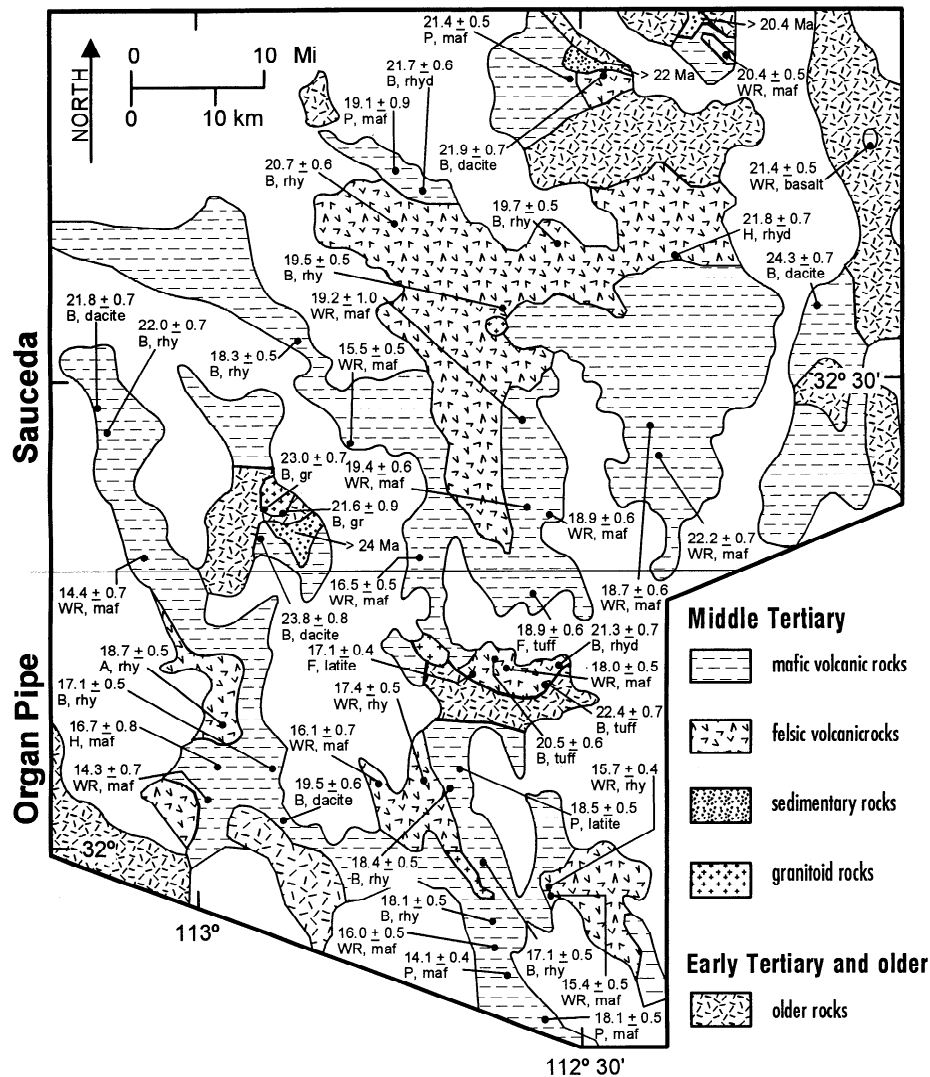 0 10 Mi
0 10 km
NORTH
21.4 ± 0.5
P, maf
> 20.4 Ma
> 22 Ma
20.4 ± 0.5
WR, maf
21.7 ± 0.6
B, rhyd
19.1 ± 0.9
P, maf
21.9 ± 0.7
B, dacite
20.7 ± 0.6
B, rhy
21.4 ± 0.5
WR, basalt
19.7 ± 0.5
B, rhy
21.8 ± 0.7
H, rhyd
24.3 ± 0.7
B, dacite
19.5 ± 0.5
B, rhy
19.2 ± 1.0
WR, maf
21.8 ± 0.7
B, dacite
22.0 ± 0.7
B, rhy
18.3 ± 0.5
B, rhy
15.5 ± 0.5
WR, maf
32º 30'
Sauceda
23.0 ± 0.7
B, gr
19.4 ± 0.6
WR, maf
21.6 ± 0.9
B, gr
> 24 Ma
18.9 ± 0.6
WR, maf
22.2 ± 0.7
WR, maf
14.4 ± 0.7
WR, maf
16.5 ± 0.5
WR, maf
18.7 ± 0.6
WR, maf
23.8 ± 0.8
B, dacite
18.9 ± 0.6
F, tuff
21.3 ± 0.7
B, rhyd
17.1 ± 0.4
F, latite
18.7 ± 0.5
A, rhy
18.0 ± 0.5
WR, maf
17.1 ± 0.5
B, rhy
17.4 ± 0.5
WR, rhy
22.4 ± 0.7
B, tuff
16.7 ± 0.8
H, maf
16.1 ± 0.7
WR, maf
20.5 ± 0.6
B, tuff
14.3 ± 0.7
WR, maf
19.5 ± 0.6
B, dacite
15.7 ± 0.4
WR, rhy
18.5 ± 0.5
P, latite
Organ Pipe
32º
18.4 ± 0.5
B, rhy
18.1 ± 0.5
B, rhy
113º
16.0 ± 0.5
WR, maf
14.1 ± 0.4
P, maf
17.1 ± 0.5
B, rhy
15.4 ± 0.5
WR, maf
18.1 ± 0.5
P, maf
112º 30'
Middle Tertiary
mafic volcanic rocks
felsic volcanicrocks
sedimentary rocks
granitoid rocks
Early Tertiary and older
older rocks